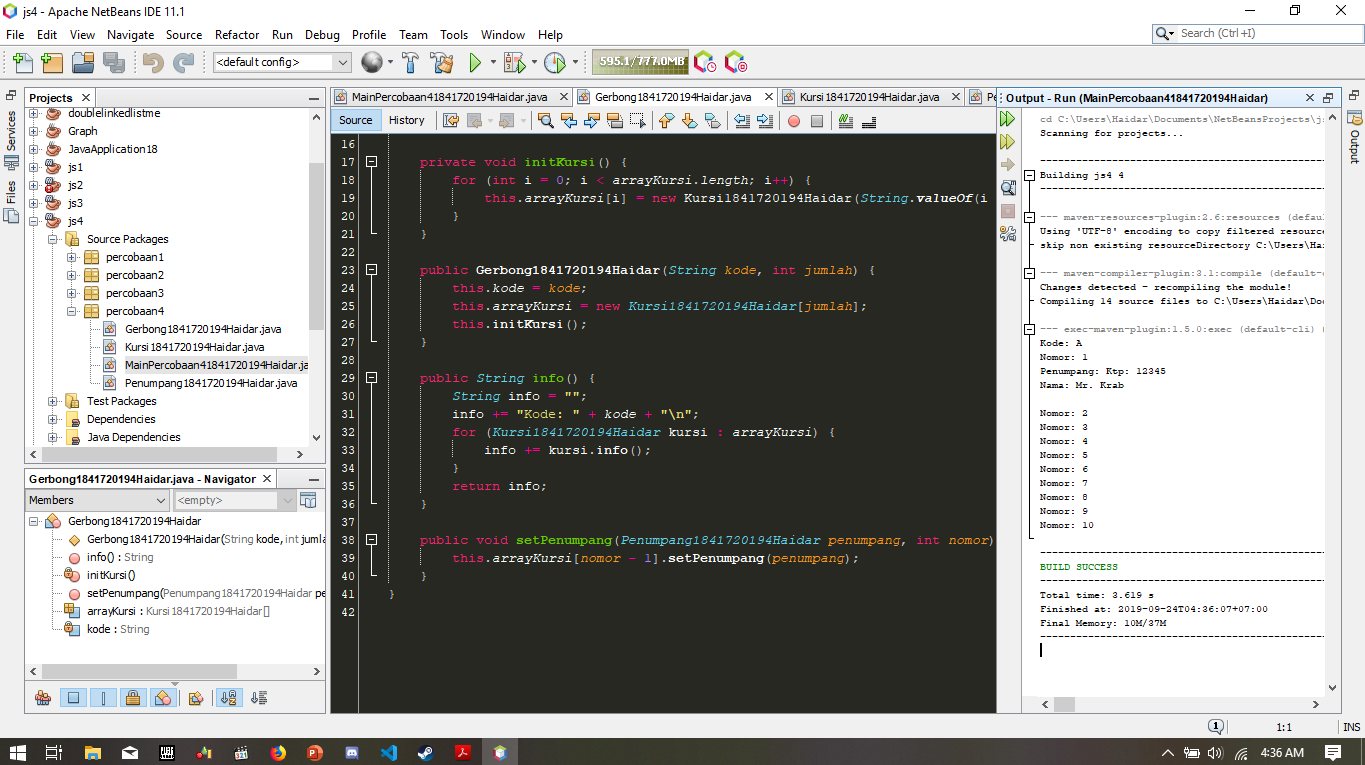 js4 - Apache NetBeans IDE 11.1
File Edit View Navigate Source Refactor Run Debug Profile Team Tools Window Help
Search (Ctrl+I)
<default config>
595.1/777.0MB
Services
Files
Projects
doublelinkedlistme
Graph
JavaApplication18
js1
js2
js3
js4
Source Packages
percobaan1
percobaan2
percobaan3
percobaan4
Gerbong1841720194Haidar.java
Kursi1841720194Haidar.java
MainPercobaan41841720194Haidar.ja
Penumpang1841720194Haidar.java
Test Packages
Dependencies
Java Dependencies
Gerbong1841720194Haidar.java - Navigator
Members
<empty>
Gerbong1841720194Haidar
Gerbong1841720194Haidar(String kode, int jumla
info() : String
initKursi()
setPenumpang(Penumpang1841720194Haidar pe
arrayKursi : Kursi1841720194Haidar[]
kode : String
MainPercobaan41841720194Haidar.java
Gerbong1841720194Haidar.java
Kursi1841720194Haidar.java
Pe
Source History
16
17 private void initKursi() {
18 for (int i = 0; i < arrayKursi.length; i++) {
19 this.arrayKursi[i] = new Kursi1841720194Haidar(String.valueOf(i
20 }
21 }
22
23 public Gerbong1841720194Haidar(String kode, int jumlah) {
24 this.kode = kode;
25 this.arrayKursi = new Kursi1841720194Haidar[jumlah];
26 this.initKursi();
27 }
28
29 public String info() {
30 String info = "";
31 info += "Kode: " + kode + "\n";
32 for (Kursi1841720194Haidar kursi : arrayKursi) {
33 info += kursi.info();
34 }
35 return info;
36 }
37
38 public void setPenumpang(Penumpang1841720194Haidar penumpang, int nomor)
39 this.arrayKursi[nomor - 1].setPenumpang(penumpang);
40 }
41 }
42
Output - Run (MainPercobaan41841720194Haidar)
cd C:\Users\Haidar\Documents\NetBeansProjects\js
Scanning for projects...
Building js4 4
--- maven-resources-plugin:2.6:resources (defau
Using 'UTF-8' encoding to copy filtered resourc
skip non existing resourceDirectory C:\Users\Ha
--- maven-compiler-plugin:3.1:compile (default-
Changes detected - recompiling the module!
Compiling 14 source files to C:\Users\Haidar\Do
--- exec-maven-plugin:1.5.0:exec (default-cli)
Kode: A
Nomor: 1
Penumpang: Ktp: 12345
Nama: Mr. Krab
Nomor: 2
Nomor: 3
Nomor: 4
Nomor: 5
Nomor: 6
Nomor: 7
Nomor: 8
Nomor: 9
Nomor: 10
BUILD SUCCESS
Total time: 3.619 s
Finished at: 2019-09-24T04:36:07+07:00
Final Memory: 10M/37M
Output
1
1:1
INS
4:36 AM